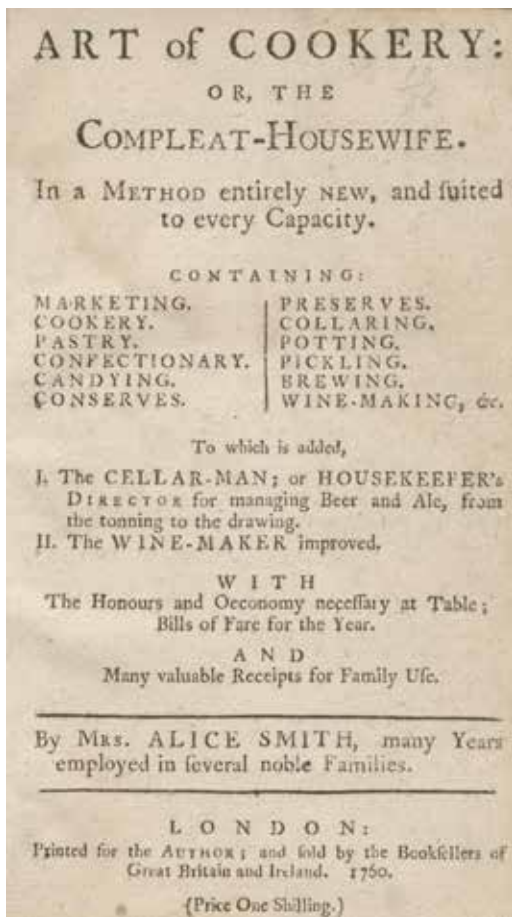 ART of COOKERY:
OR, THE
COMPLEAT-HOUSEWIFE.
In a METHOD entirely NEW, and ſuited
to every Capacity.
CONTAINING:
MARKETING.
COOKERY.
PASTRY.
CONFECTIONARY.
CANDYING.
CONSERVES.
PRESERVES.
COLLARING.
POTTING.
PICKLING.
BREWING.
WINE-MAKING, &c.
To which is added,
I. The CELLAR-MAN; or HOUSEKEEPER's
DIRECTOR for managing Beer and Ale, from
the tonning to the drawing.
II. The WINE-MAKER improved.
WITH
The Honours and Oeconomy neceſſary at Table;
Bills of Fare for the Year.
AND
Many valuable Receipts for Family Uſe.
By MRS. ALICE SMITH, many Years
employed in ſeveral noble Families.
LONDON:
Printed for the AUTHOR; and ſold by the Bookſellers of
Great Britain and Ireland. 1760.
(Price One Shilling.)